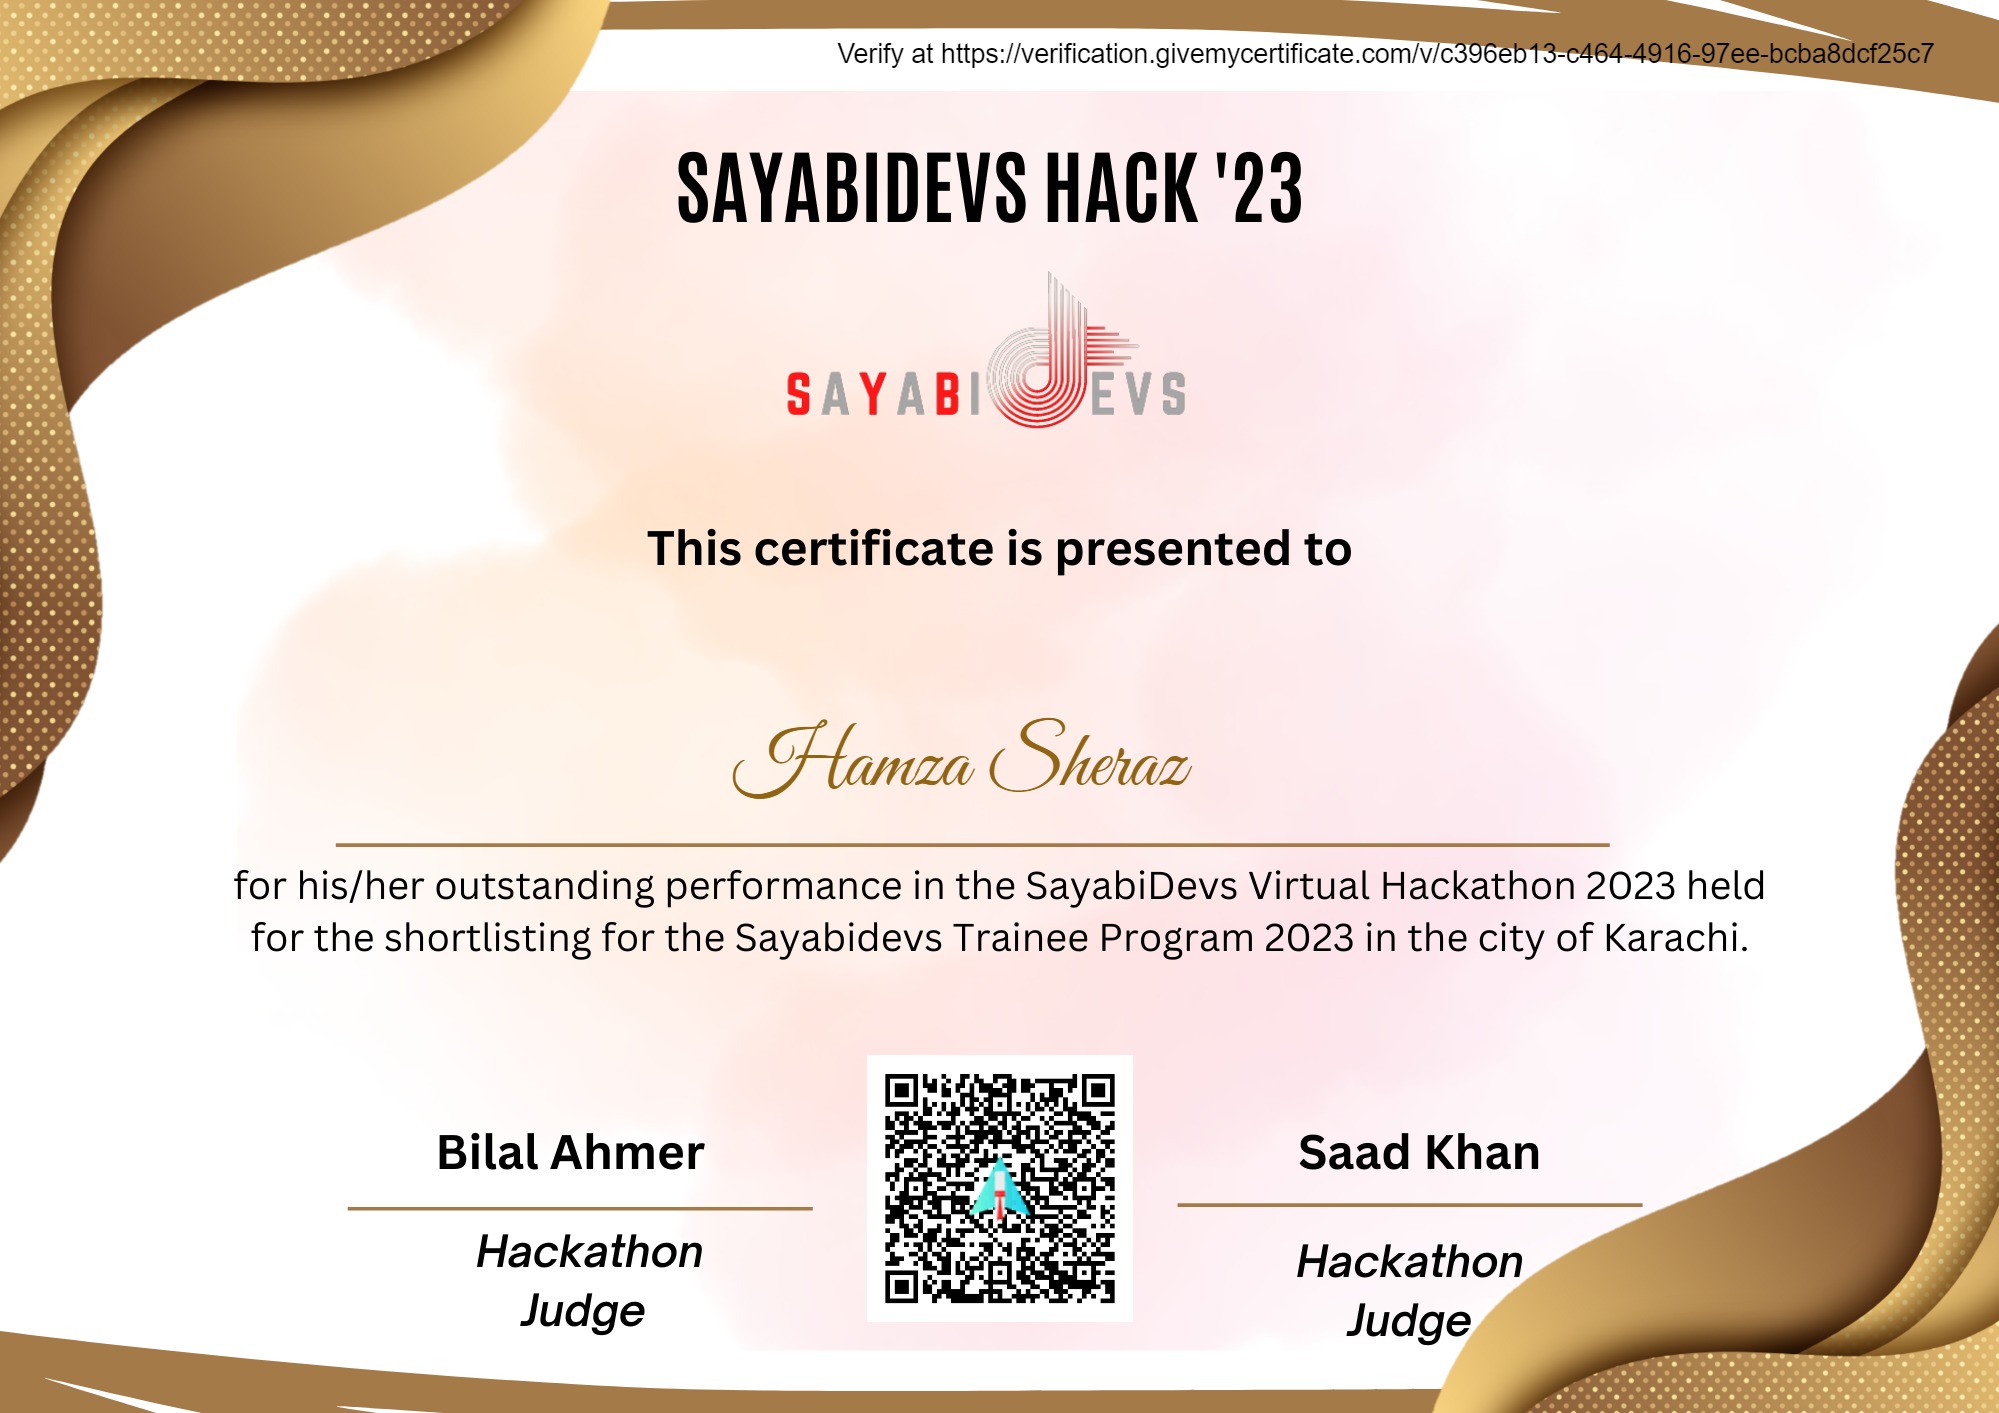 Verify at https://verification.givemycertificate.com/v/c396eb13-c464-4916-97ee-bcba8dcf25c7
SAYABIDEVS HACK '23
SAYABIdEVS
This certificate is presented to
Hamza Sheraz
for his/her outstanding performance in the SayabiDevs Virtual Hackathon 2023 held
for the shortlisting for the Sayabidevs Trainee Program 2023 in the city of Karachi.
Bilal Ahmer
Hackathon
Judge
Saad Khan
Hackathon
Judge